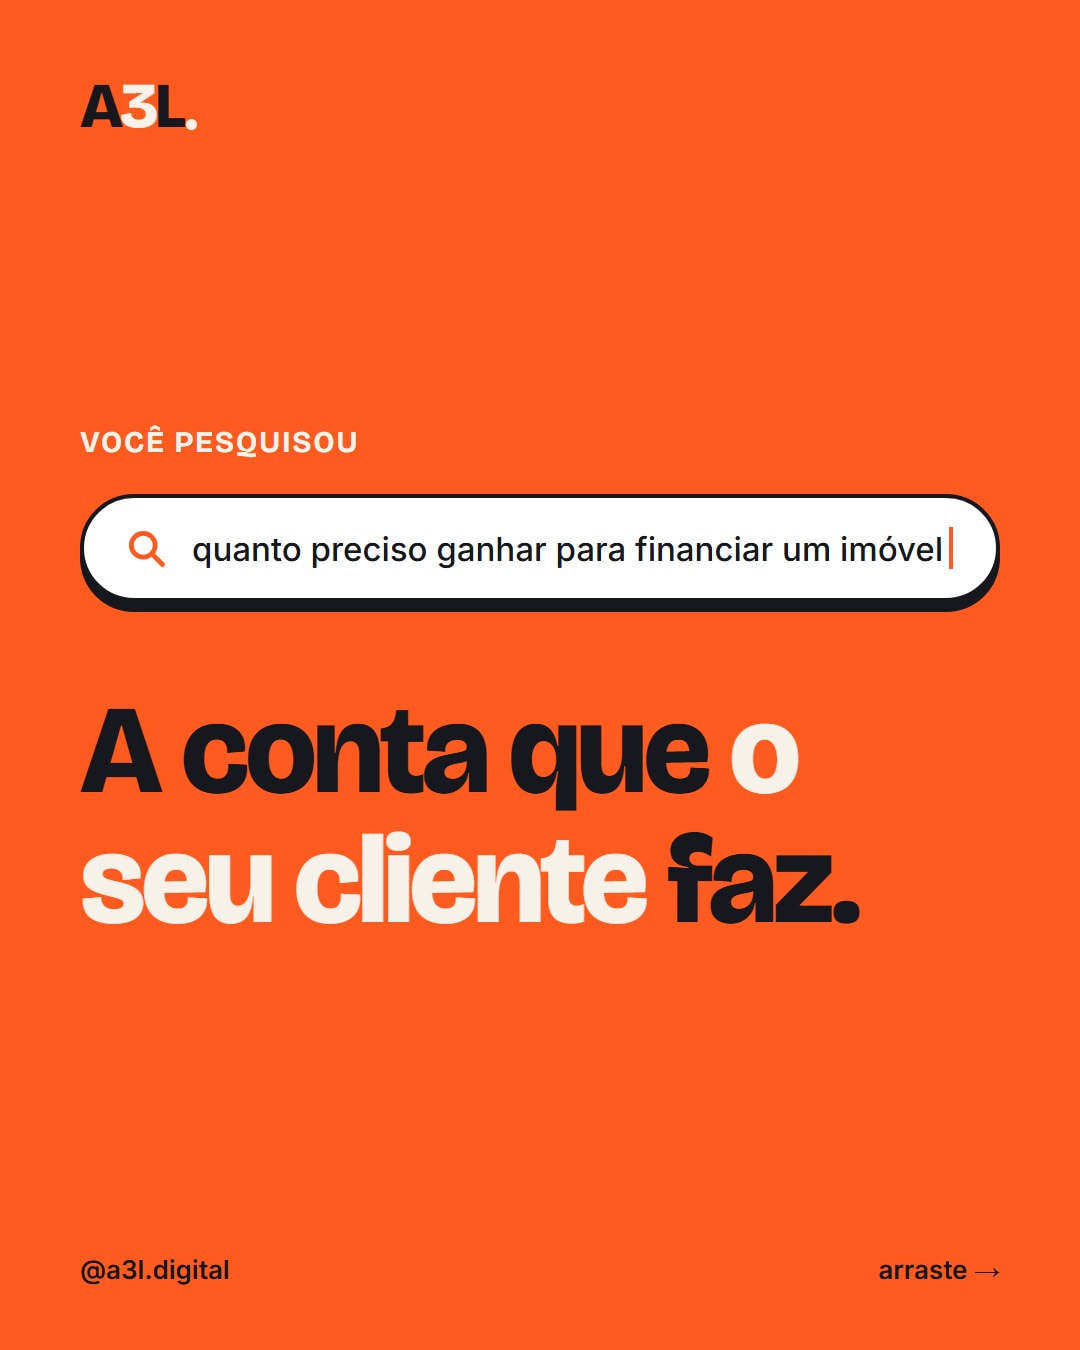 A3L.
VOCÊ PESQUISOU
quanto preciso ganhar para financiar um imóvel
A conta que o
seu cliente faz.
@a3l.digital
arraste →